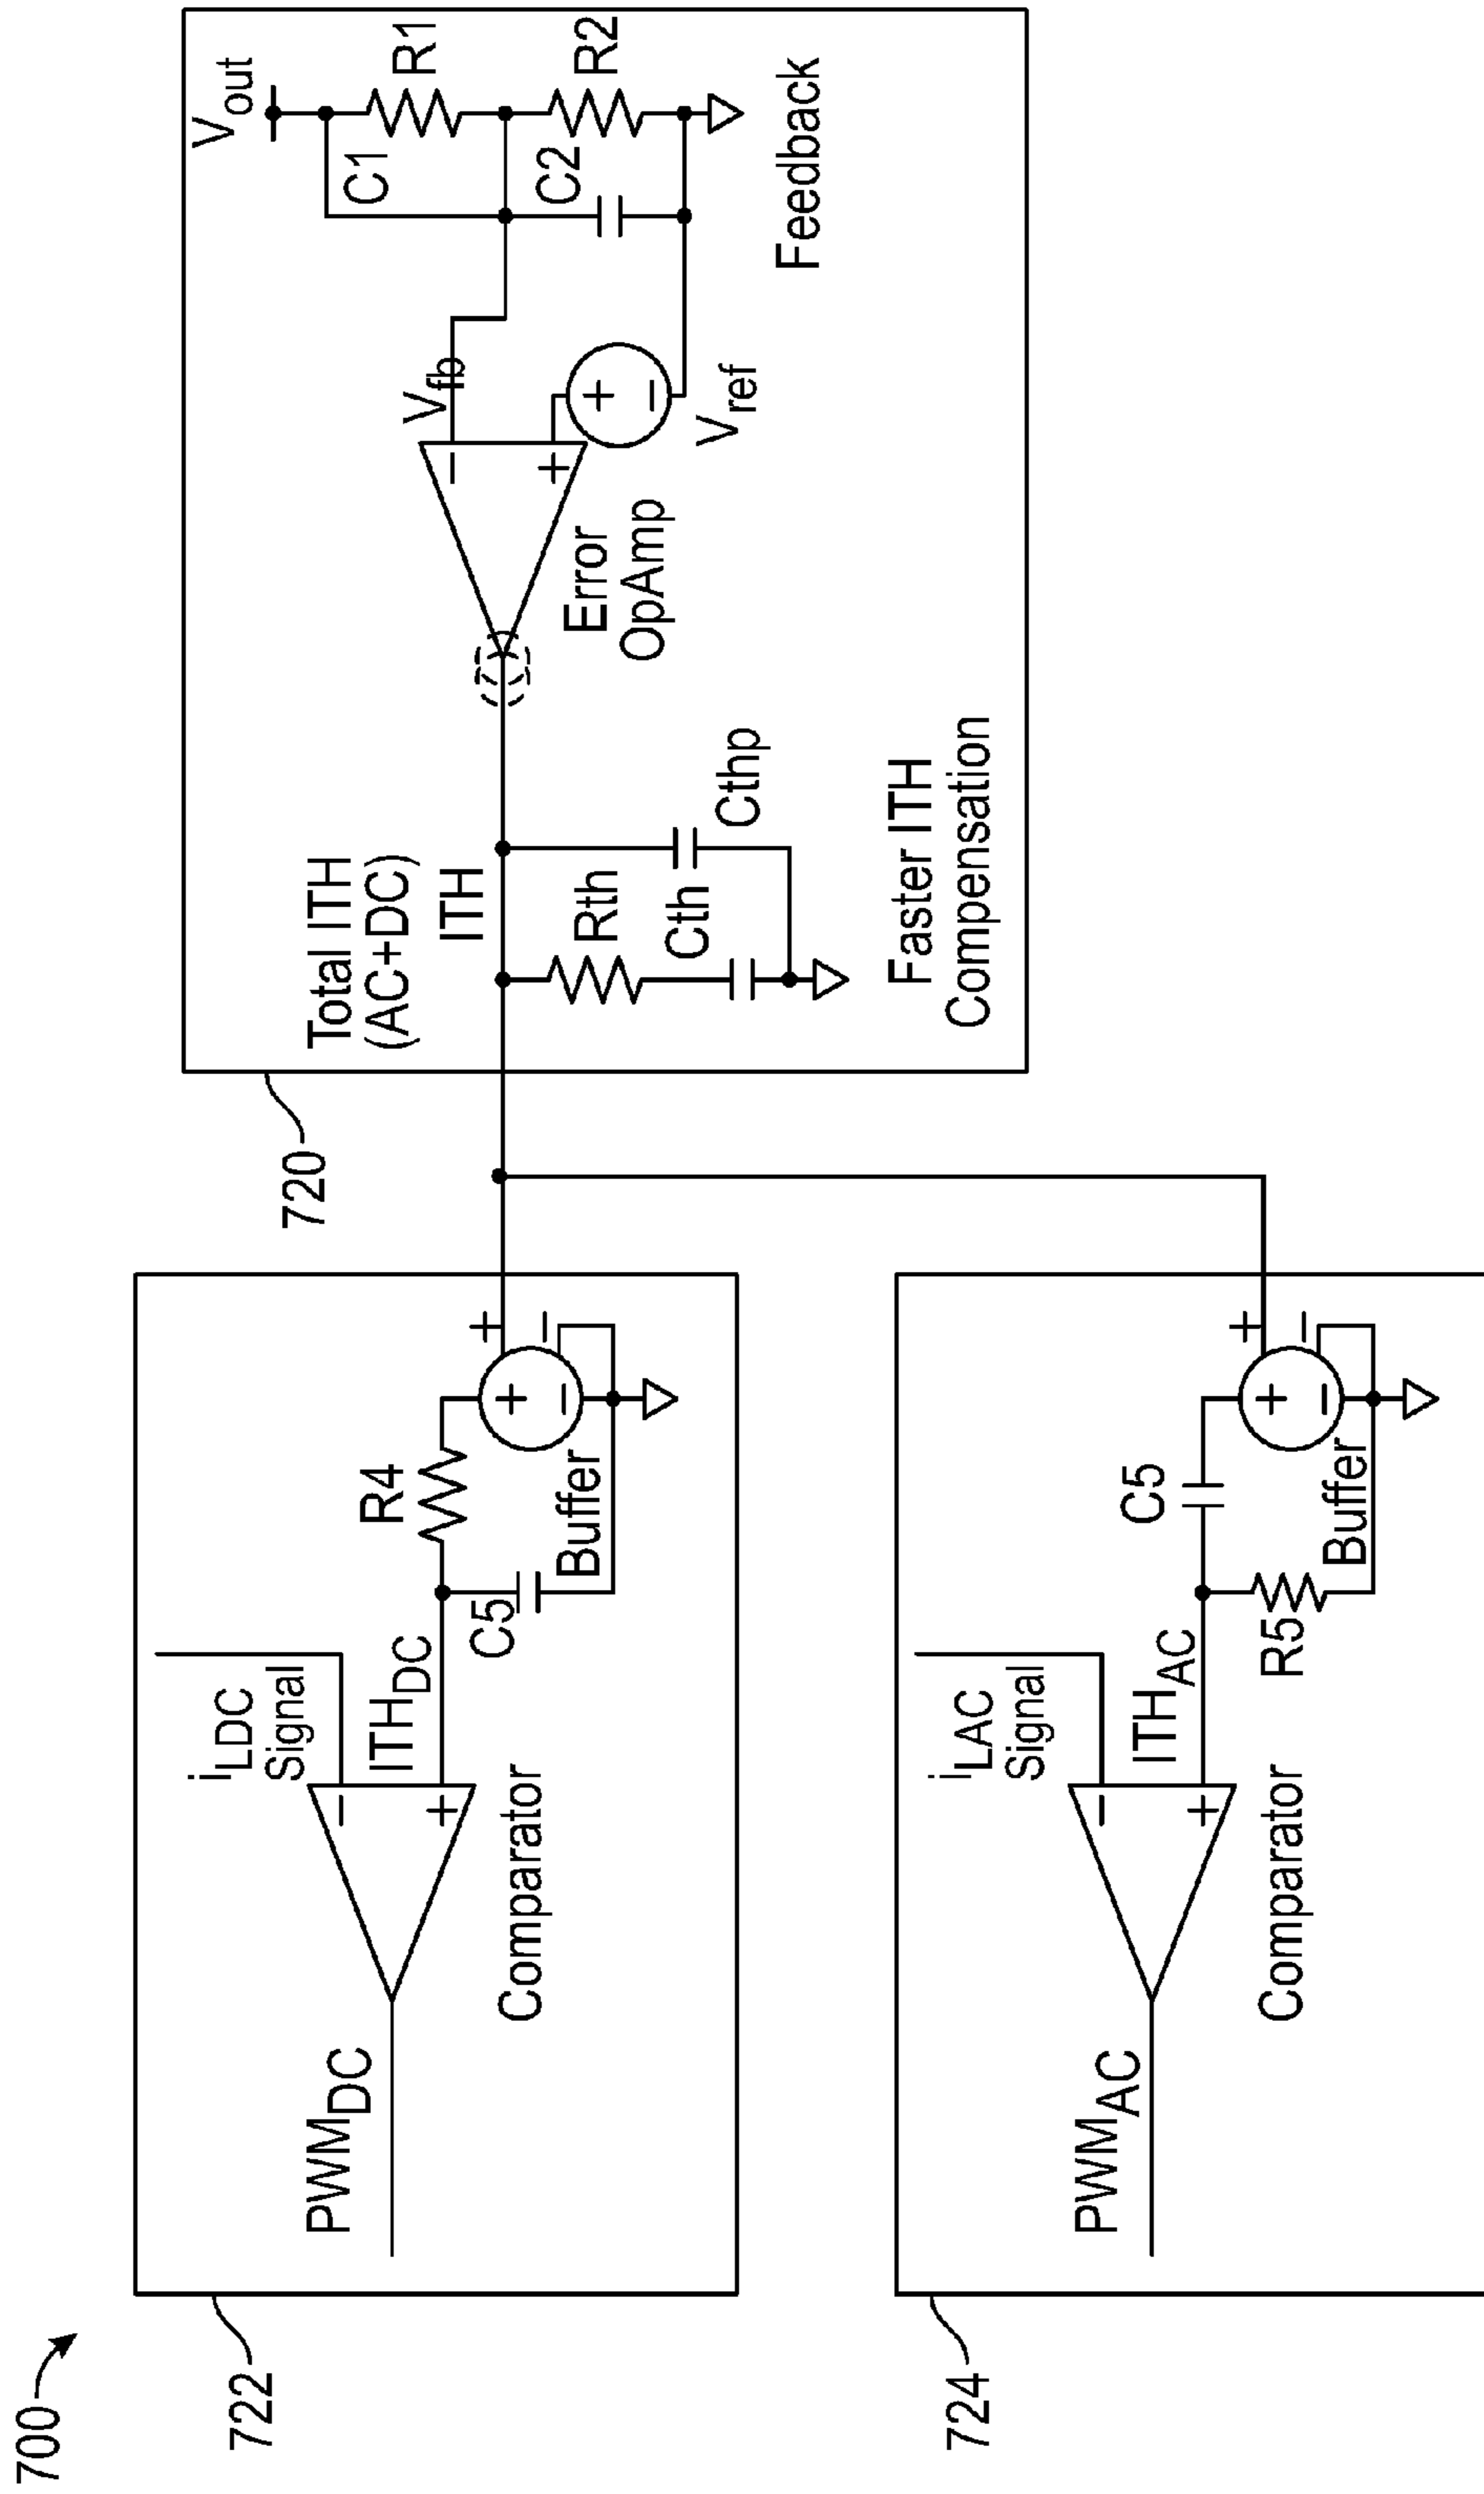 700
722
PWMDC
iLDC
Signal
ITHDC
−
+
Comparator
R4
C5
Buffer
+
−
+
−
724
PWMAC
iLAC
Signal
ITHAC
−
+
Comparator
C5
R5
Buffer
+
−
+
−
720
Total ITH
(AC+DC)
ITH
Rth
Cth
Cthp
Faster ITH
Compensation
Error
OpAmp
−
+
Vfb
+
−
Vref
Vout
C1
R1
C2
R2
Feedback